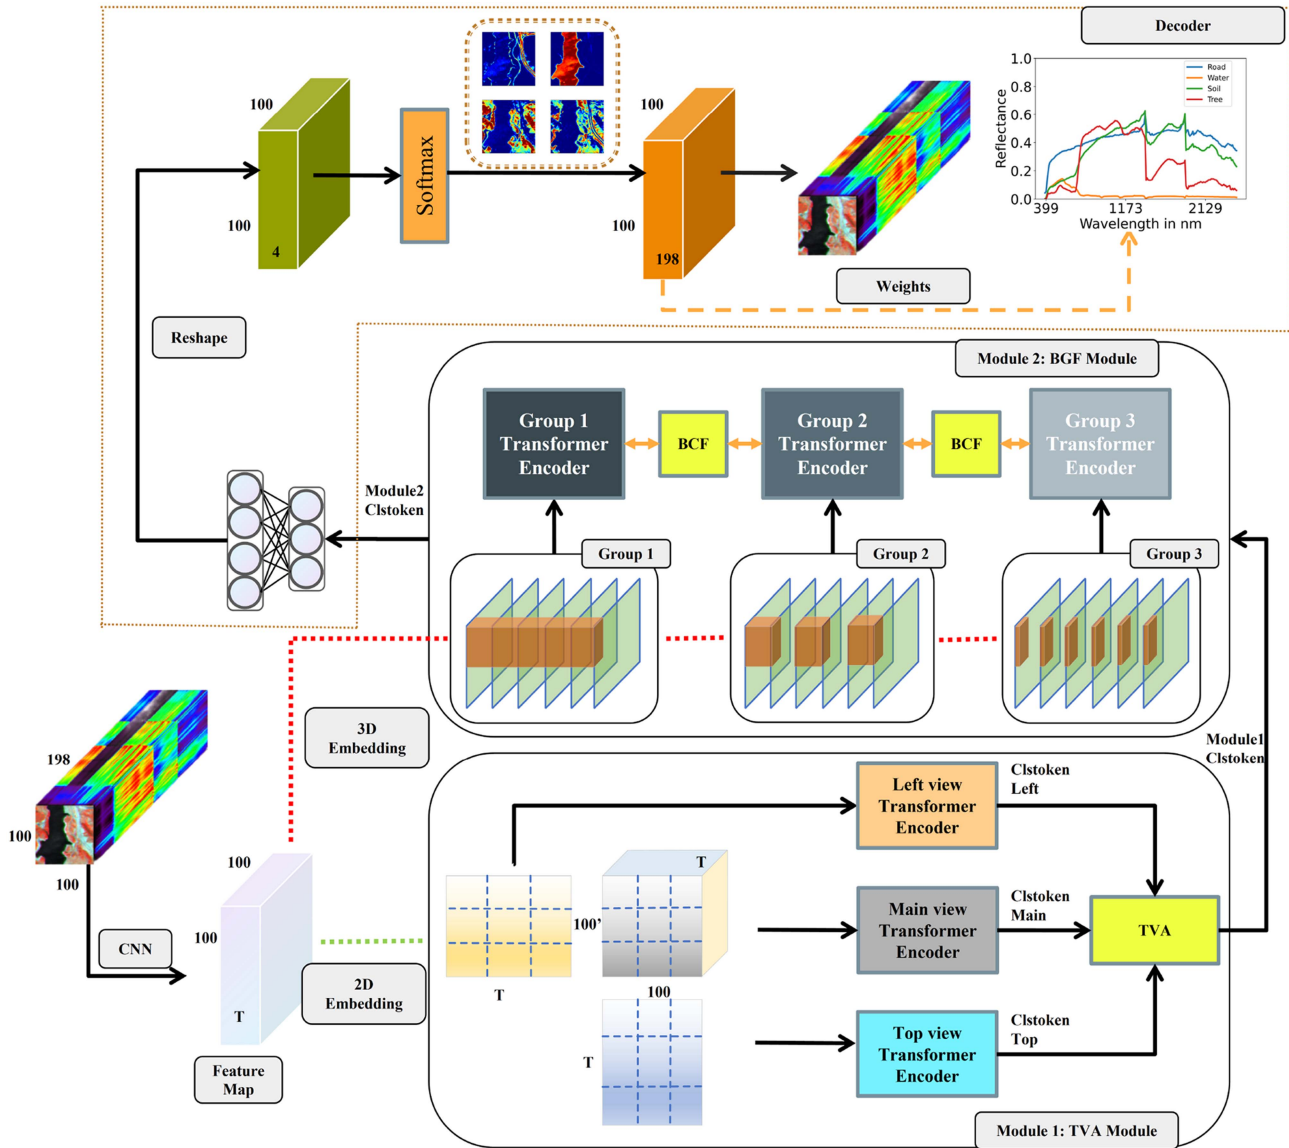 Decoder
100
100
4
Softmax
100
100
198
Weights
1.0
0.8
0.6
0.4
0.2
0.0
Reflectance
Road
Water
Soil
Tree
399
1173
2129
Wavelength in nm
Reshape
Module 2: BGF Module
Group 1
Transformer
Encoder
BCF
Group 2
Transformer
Encoder
BCF
Group 3
Transformer
Encoder
Module2
Clstoken
Group 1
Group 2
Group 3
3D
Embedding
198
100
100
CNN
100
100
T
Feature
Map
2D
Embedding
Module1
Clstoken
Left view
Transformer
Encoder
Clstoken
Left
T
100'
T
100
T
Main view
Transformer
Encoder
Clstoken
Main
TVA
Top view
Transformer
Encoder
Clstoken
Top
Module 1: TVA Module